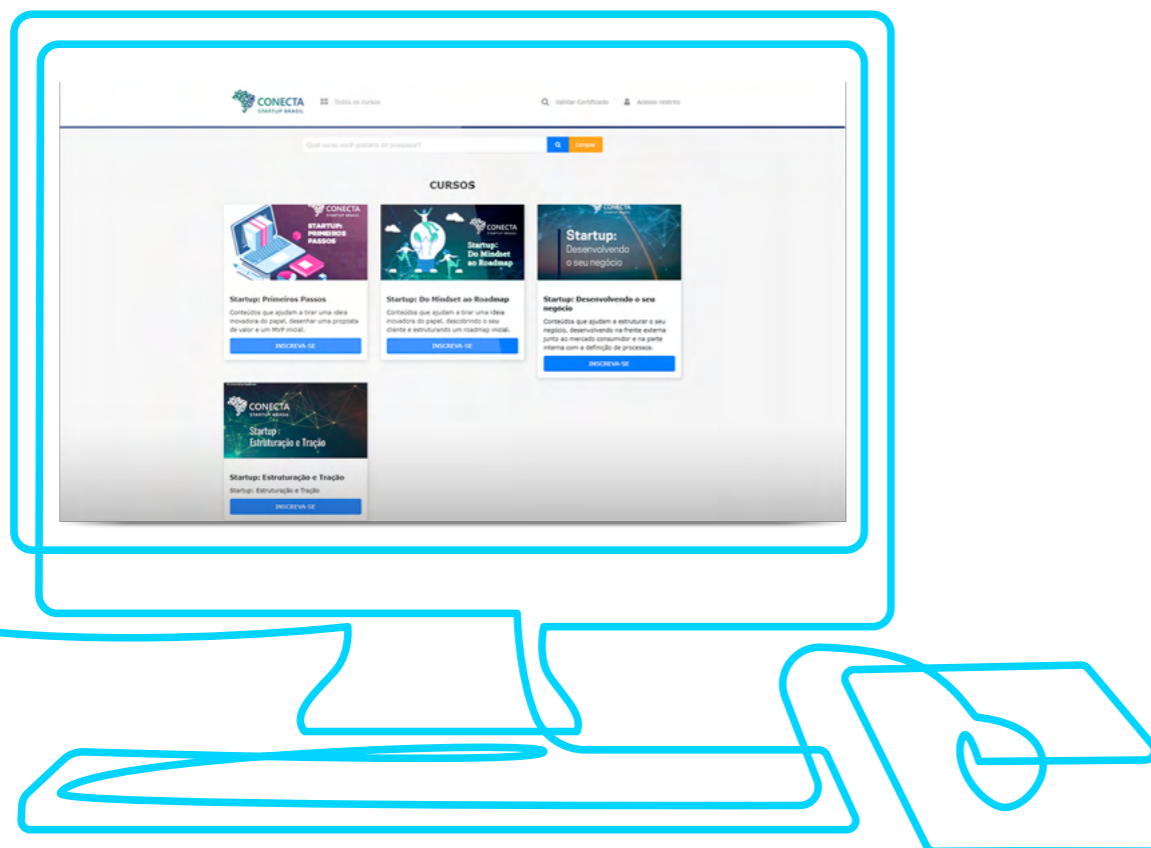 CONECTA
STARTUP BRASIL
Todos os cursos
Validar Certificado
Acesso restrito
Qual curso você gostaria de pesquisar?
Limpar
CURSOS
CONECTA
STARTUP BRASIL
STARTUP:
PRIMEIROS
PASSOS
Startup: Primeiros Passos
Conteúdos que ajudam a tirar uma ideia
inovadora do papel, desenhar uma proposta
de valor e um MVP inicial.
INSCREVA-SE
CONECTA
STARTUP BRASIL
Startup:
Do Mindset
ao Roadmap
Startup: Do Mindset ao Roadmap
Conteúdos que ajudam a tirar uma ideia
inovadora do papel, descobrindo o seu
cliente e estruturando um roadmap inicial.
INSCREVA-SE
CONECTA
STARTUP BRASIL
Startup:
Desenvolvendo
o seu negócio
Startup: Desenvolvendo o seu
negócio
Conteúdos que ajudam a estruturar o seu
negócio, desenvolvendo na frente externa
junto ao mercado consumidor e na parte
interna com a definição de processos.
INSCREVA-SE
CONECTA
STARTUP BRASIL
Startup :
Estruturação e Tração
Startup: Estruturação e Tração
Startup: Estruturação e Tração
INSCREVA-SE